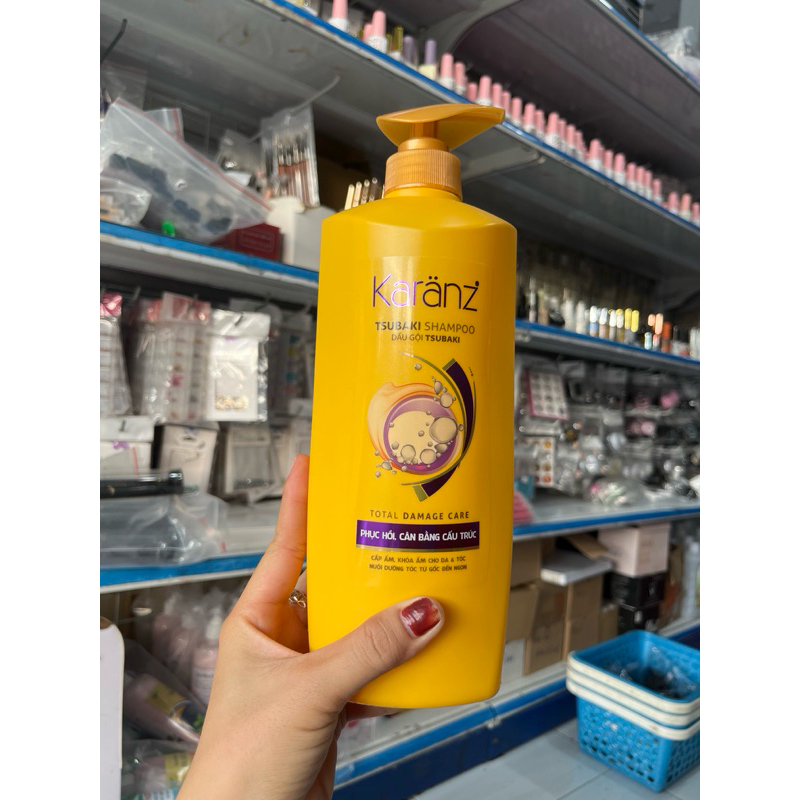 Karänz
TSUBAKI SHAMPOO
DẦU GỘI TSUBAKI
TOTAL DAMAGE CARE
PHỤC HỒI, CÂN BẰNG CẤU TRÚC
CẤP ẨM, KHÓA ẨM CHO DA & TÓC
NUÔI DƯỠNG TÓC TỪ GỐC ĐẾN NGỌN